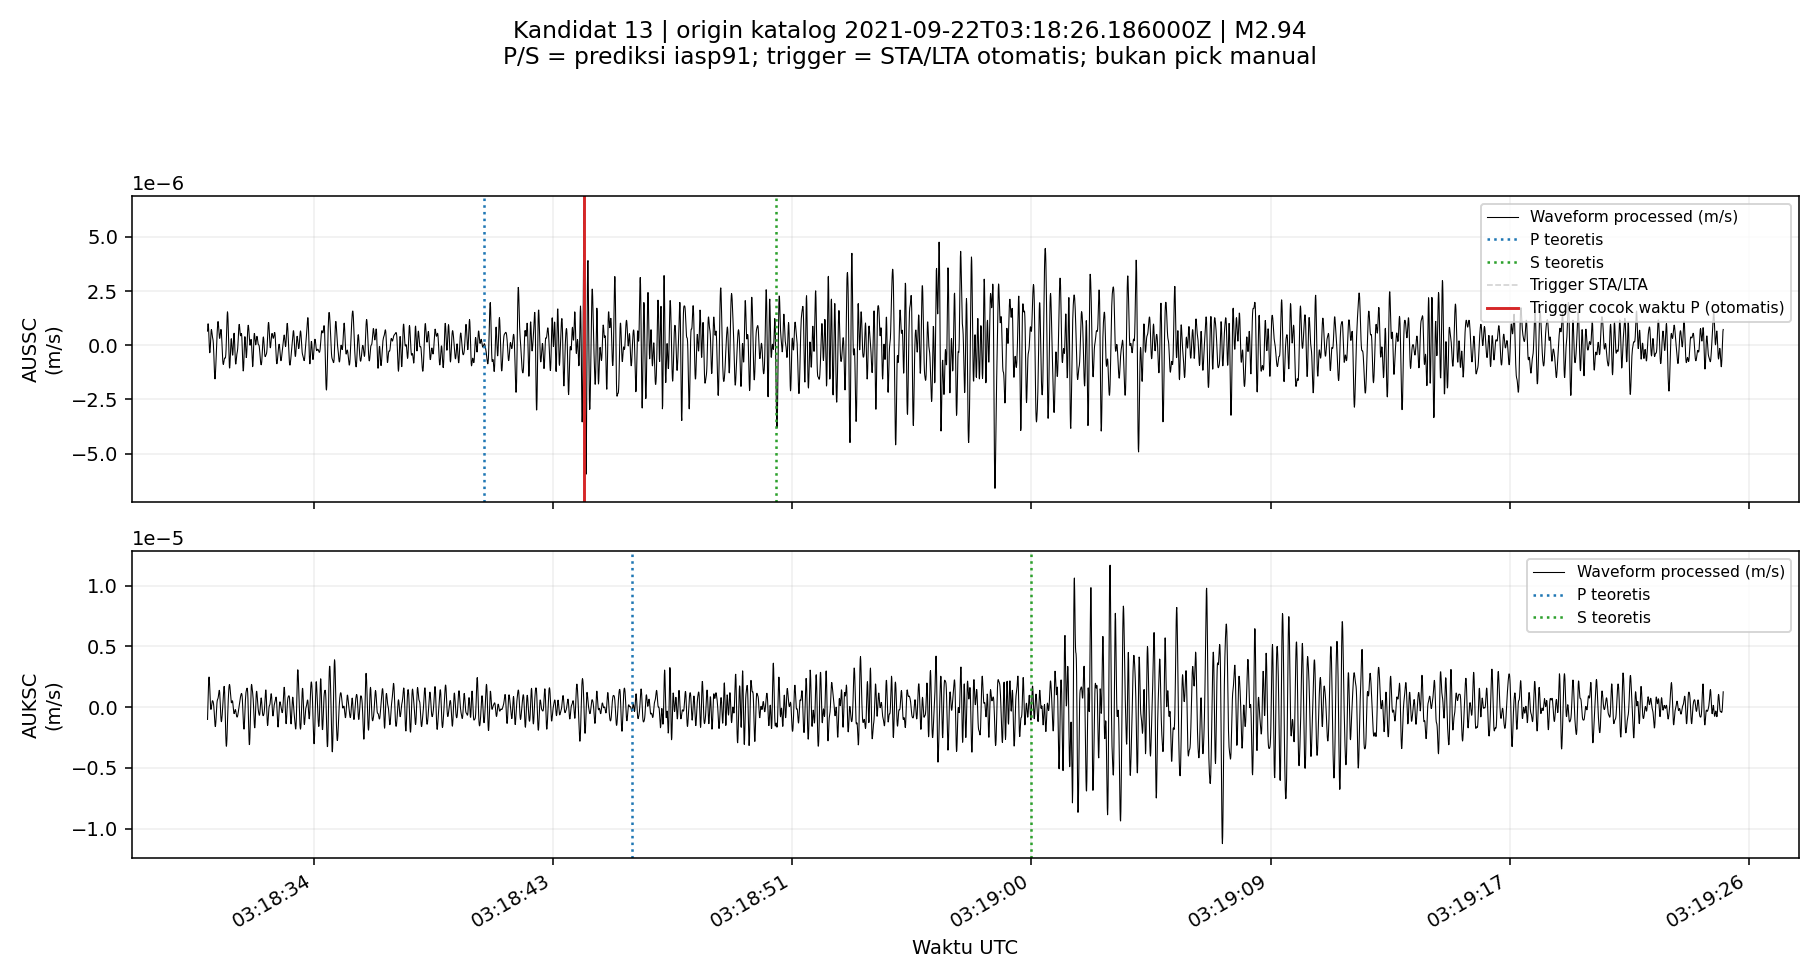 Kandidat 13 | origin katalog 2021-09-22T03:18:26.186000Z | M2.94
P/S = prediksi iasp91; trigger = STA/LTA otomatis; bukan pick manual
1e−6
5.0
2.5
0.0
−2.5
−5.0
AUSSC
(m/s)
Waveform processed (m/s)
P teoretis
S teoretis
Trigger STA/LTA
Trigger cocok waktu P (otomatis)
1e−5
1.0
0.5
0.0
−0.5
−1.0
AUKSC
(m/s)
Waveform processed (m/s)
P teoretis
S teoretis
03:18:34
03:18:43
03:18:51
03:19:00
03:19:09
03:19:17
03:19:26
Waktu UTC